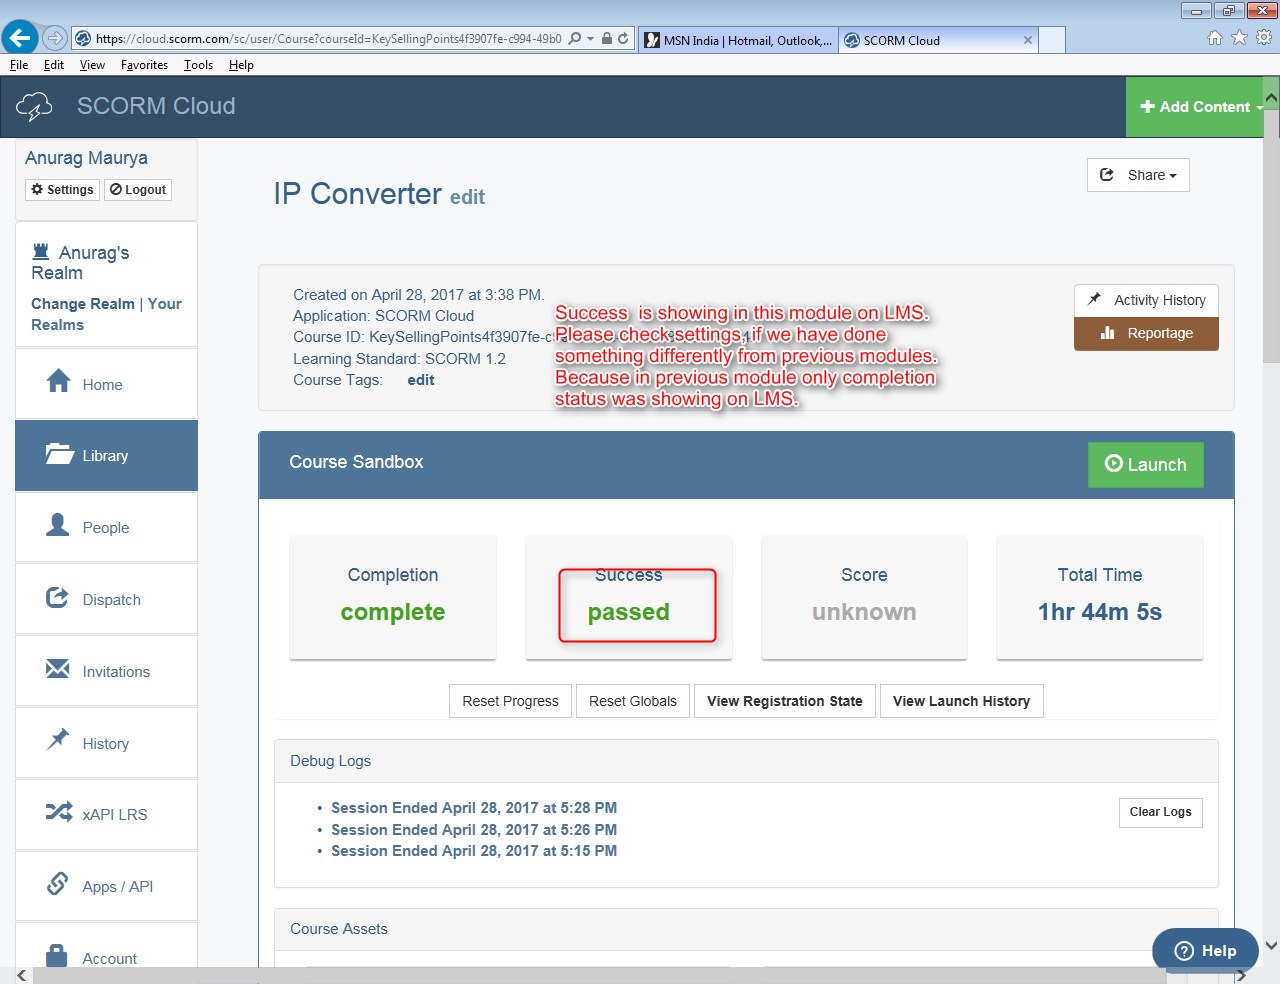 https://cloud.scorm.com/sc/user/Course?courseId=KeySellingPoints4f3907fe-c994-49b0
MSN India | Hotmail, Outlook,...
SCORM Cloud
File Edit View Favorites Tools Help
SCORM Cloud
Add Content
Anurag Maurya
Settings Logout
IP Converter edit
Share
Anurag's
Realm
Change Realm | Your
Realms
Created on April 28, 2017 at 3:38 PM.
Application: SCORM Cloud
Course ID: KeySellingPoints4f3907fe-c
Learning Standard: SCORM 1.2
Course Tags: edit
Success is showing in this module on LMS.
Please check settings, if we have done
something differently from previous modules.
Because in previous module only completion
status was showing on LMS.
Activity History
Reportage
Home
Library
People
Dispatch
Invitations
History
xAPI LRS
Apps / API
Account
Course Sandbox
Launch
Completion
complete
Success
passed
Score
unknown
Total Time
1hr 44m 5s
Reset Progress
Reset Globals
View Registration State
View Launch History
Debug Logs
• Session Ended April 28, 2017 at 5:28 PM
• Session Ended April 28, 2017 at 5:26 PM
• Session Ended April 28, 2017 at 5:15 PM
Clear Logs
Course Assets
Help